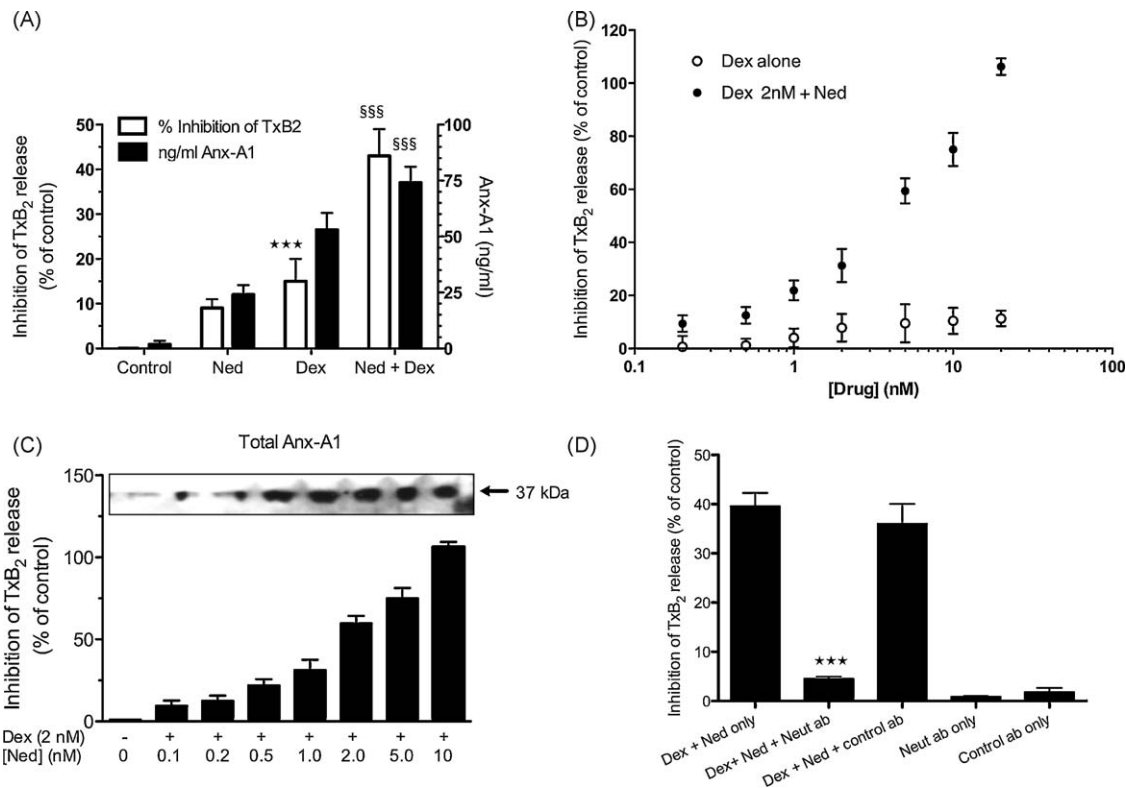 (A)
Inhibition of TxB2 release
(% of control)
50
40
30
20
10
0
% Inhibition of TxB2
ng/ml Anx-A1
★★★
§§§
§§§
100
75
50
25
0
Anx-A1 (ng/ml)
Control Ned Dex Ned + Dex
(B)
Inhibition of TxB2 release (% of control)
120
100
80
60
40
20
0
Dex alone
Dex 2nM + Ned
0.1 1 10 100
[Drug] (nM)
(C)
Total Anx-A1
Inhibition of TxB2 release
(% of control)
150
100
50
0
37 kDa
Dex (2 nM) - + + + + + + +
[Ned] (nM) 0 0.1 0.2 0.5 1.0 2.0 5.0 10
(D)
Inhibition of TxB2 release (% of control)
50
40
30
20
10
0
★★★
Dex + Ned only
Dex+ Ned + Neut ab
Dex + Ned + control ab
Neut ab only
Control ab only